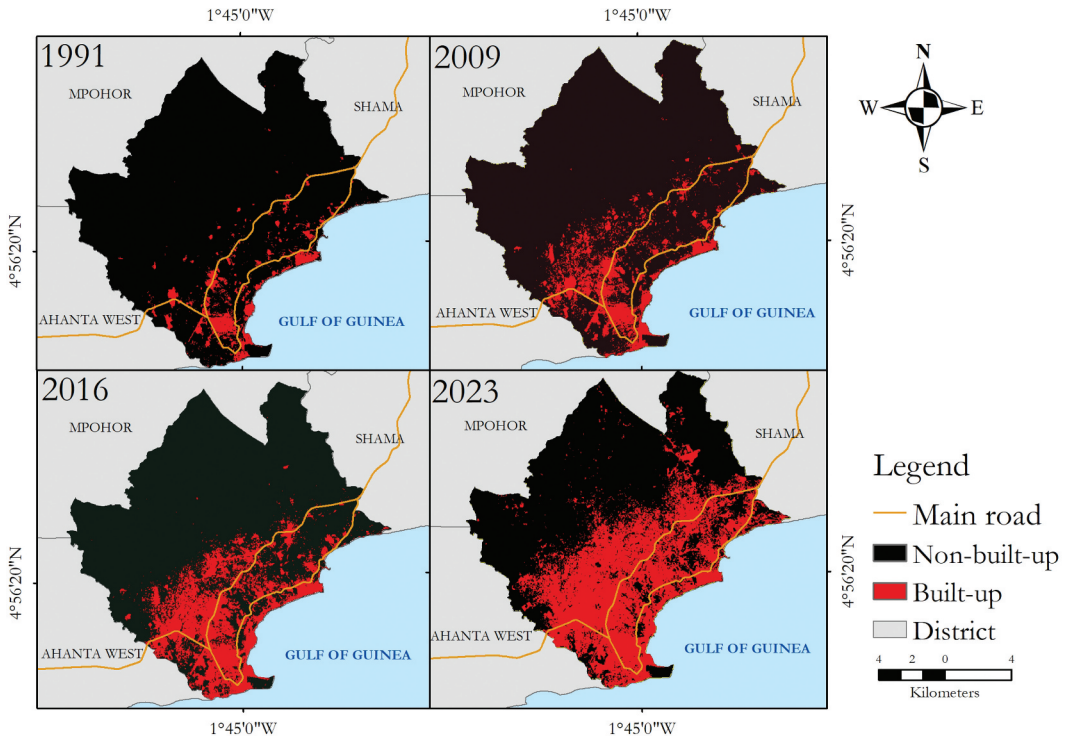 1°45'0"W
1°45'0"W
1991
MPOHOR
SHAMA
AHANTA WEST
GULF OF GUINEA
4°56'20"N
2009
MPOHOR
SHAMA
AHANTA WEST
GULF OF GUINEA
4°56'20"N
N
W
E
S
2016
MPOHOR
SHAMA
AHANTA WEST
GULF OF GUINEA
4°56'20"N
2023
MPOHOR
SHAMA
AHANTA WEST
GULF OF GUINEA
4°56'20"N
1°45'0"W
1°45'0"W
Legend
Main road
Non-built-up
Built-up
District
4 2 0 4
Kilometers